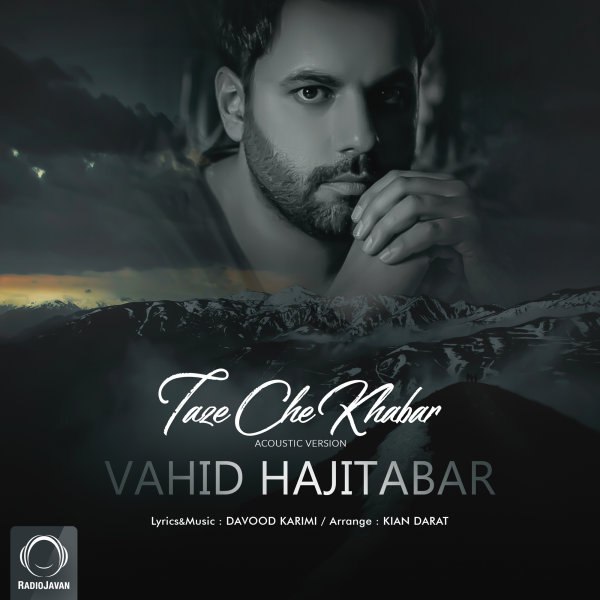 Taze Che Khabar
ACOUSTIC VERSION
VAHID HAJITABAR
Lyrics&Music : DAVOOD KARIMI / Arrange : KIAN DARAT
RADIOJAVAN